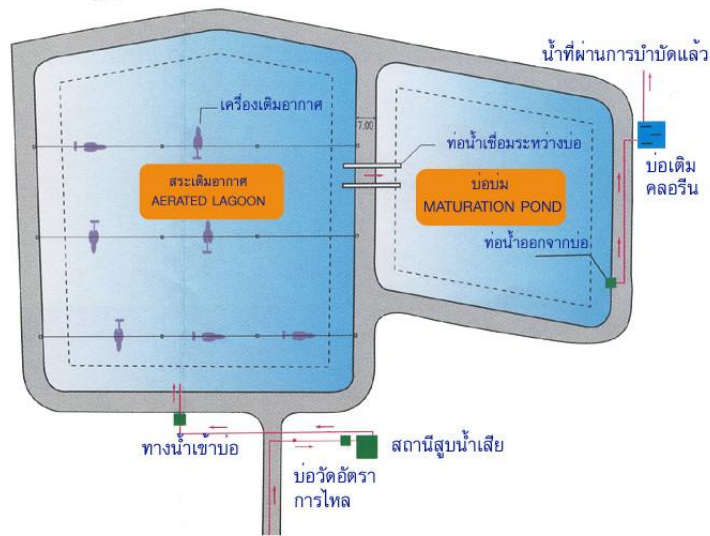 น้ำที่ผ่านการบำบัดแล้ว
เครื่องเติมอากาศ
7.00
ท่อน้ำเชื่อมระหว่างบ่อ
บ่อเติม
คลอรีน
สระเติมอากาศ
AERATED LAGOON
บ่อบ่ม
MATURATION POND
ท่อน้ำออกจากบ่อ
ทางน้ำเข้าบ่อ
สถานีสูบน้ำเสีย
บ่อวัดอัตรา
การไหล